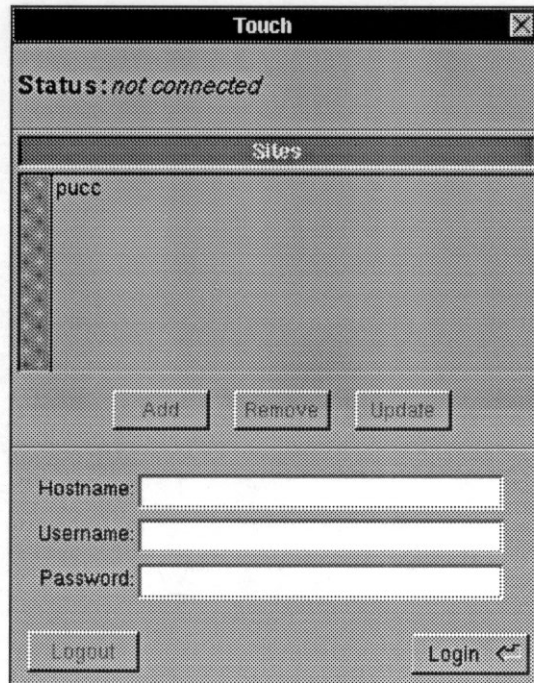 Touch
Status: not connected
Sites
pucc
Add Remove Update
Hostname:
Username:
Password:
Logout Login